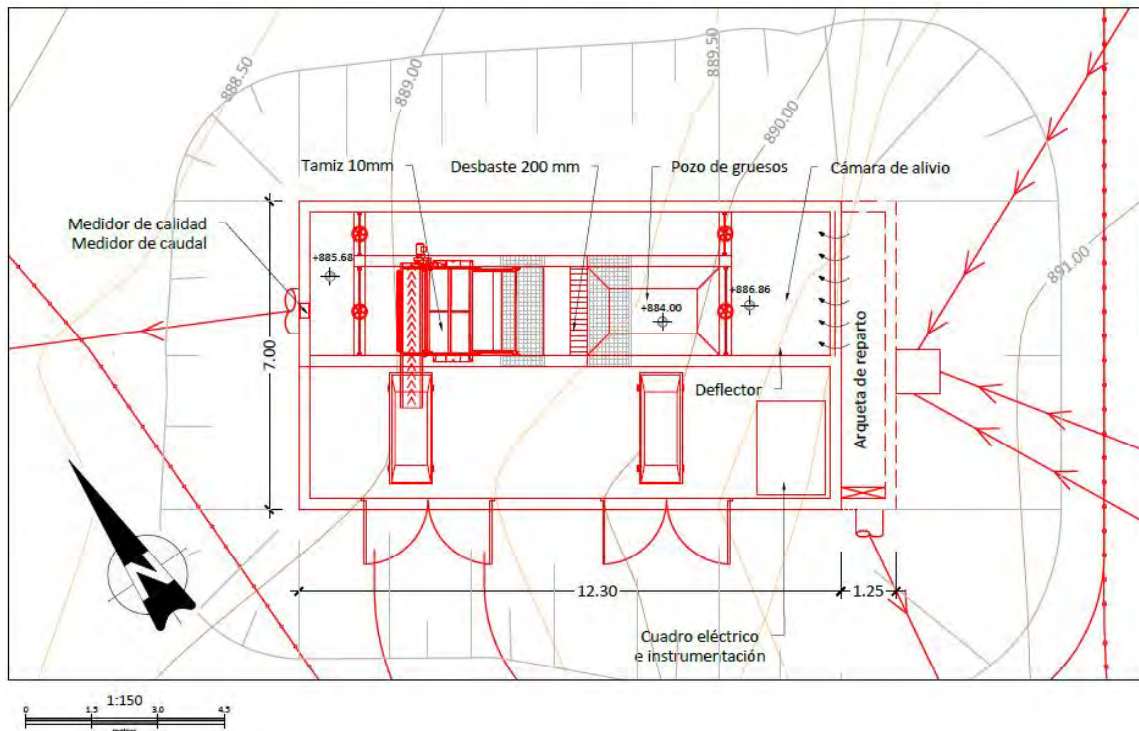 888.50
889.00
889.50
890.00
891.00
Tamiz 10mm
Desbaste 200 mm
Pozo de gruesos
Cámara de alivio
Medidor de calidad
Medidor de caudal
+885.68
+884.00
+886.86
7.00
Deflector
Arqueta de reparto
12.30
1.25
Cuadro eléctrico
e instrumentación
1:150
0
1.5
3.0
4.5
metros